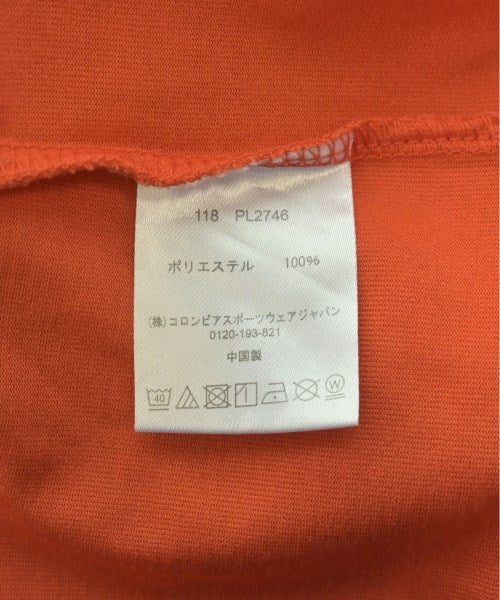 118 PL2746
ポリエステル 100%
(株)コロンビアスポーツウェアジャパン
0120-193-821
中国製
40
W